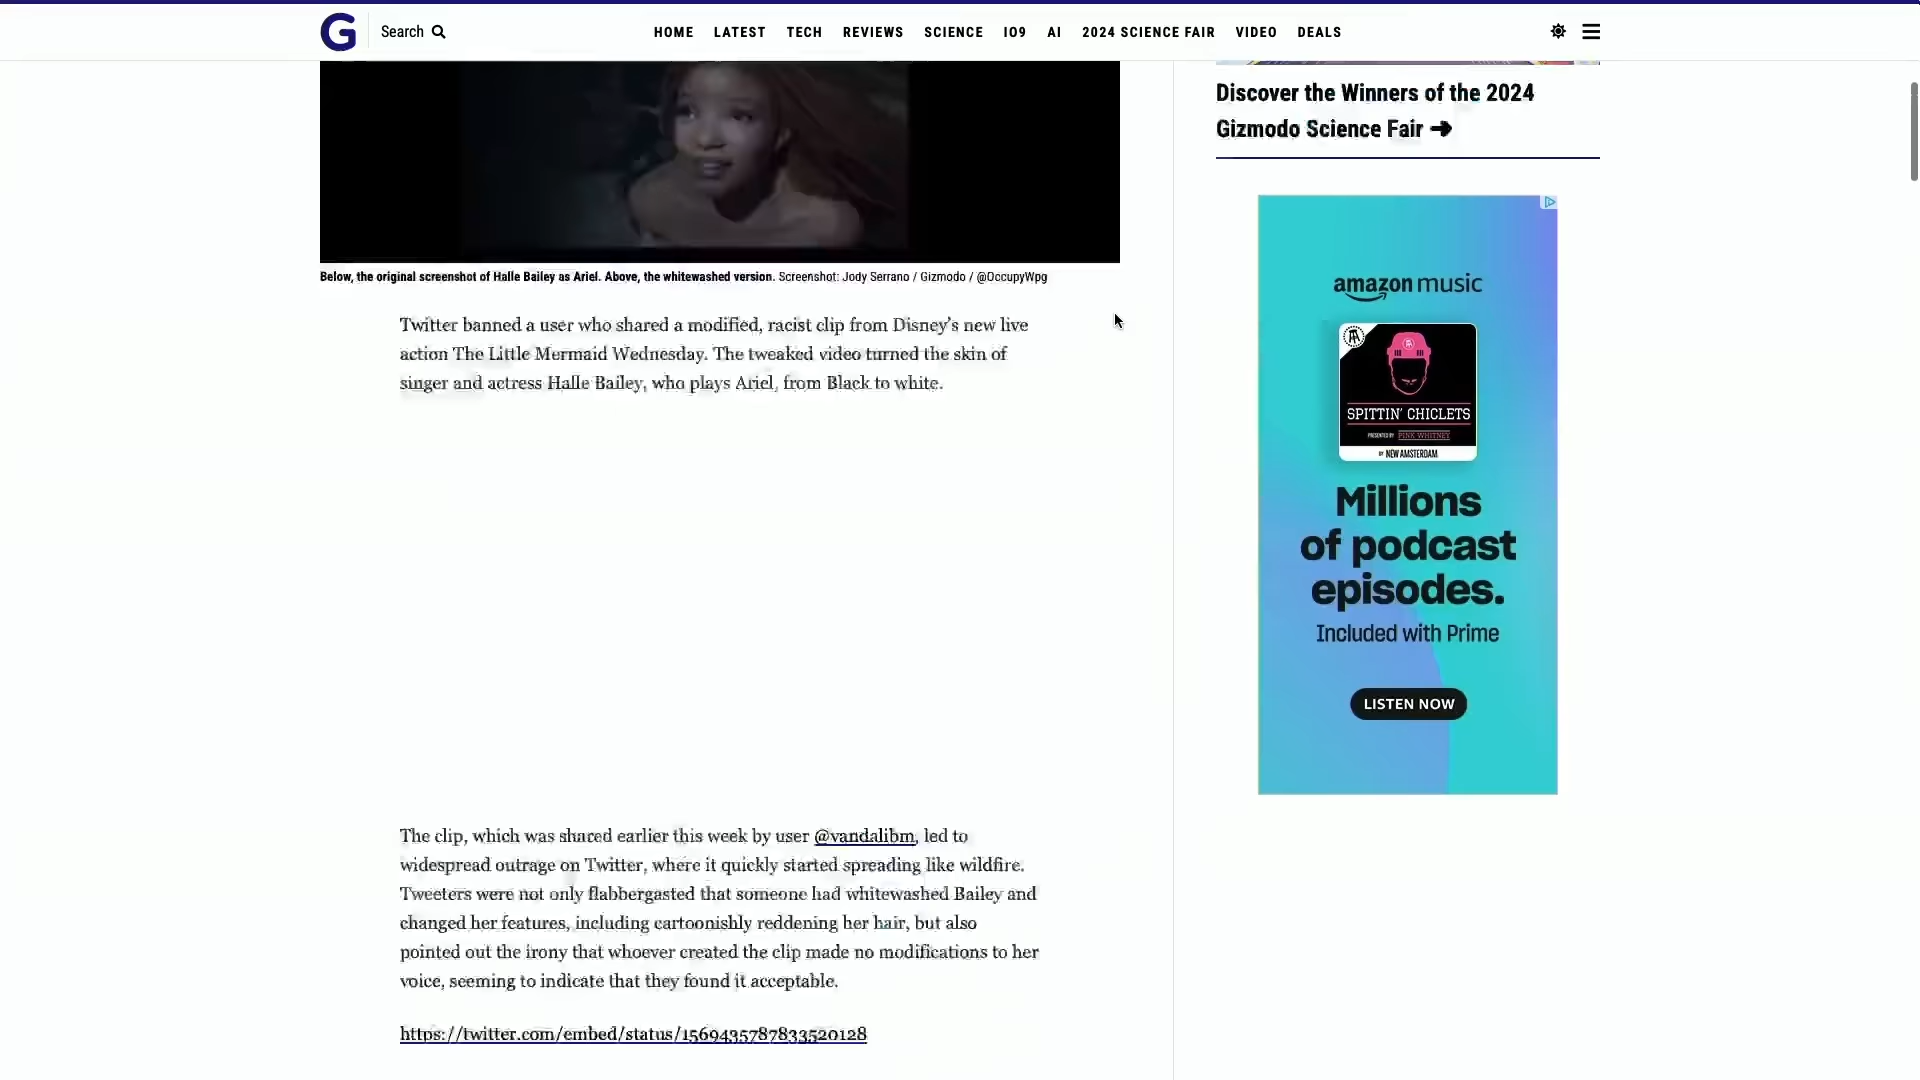 G
Search
HOME LATEST TECH REVIEWS SCIENCE IO9 AI 2024 SCIENCE FAIR VIDEO DEALS
Below, the original screenshot of Halle Bailey as Ariel. Above, the whitewashed version. Screenshot: Jody Serrano / Gizmodo / @OccupyWpg
Twitter banned a user who shared a modified, racist clip from Disney's new live
action The Little Mermaid Wednesday. The tweaked video turned the skin of
singer and actress Halle Bailey, who plays Ariel, from Black to white.
The clip, which was shared earlier this week by user @vandalibm, led to
widespread outrage on Twitter, where it quickly started spreading like wildfire.
Tweeters were not only flabbergasted that someone had whitewashed Bailey and
changed her features, including cartoonishly reddening her hair, but also
pointed out the irony that whoever created the clip made no modifications to her
voice, seeming to indicate that they found it acceptable.
https://twitter.com/embed/status/1569435787833520128
Discover the Winners of the 2024
Gizmodo Science Fair ➜
amazon music
SPITTIN' CHICLETS
PRESENTED BY PINK WHITNEY
BY NEW AMSTERDAM
Millions
of podcast
episodes.
Included with Prime
LISTEN NOW